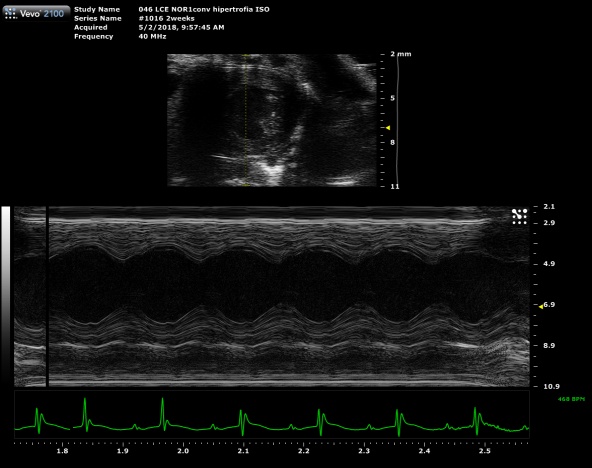 Vevo 2100
Study Name 046 LCE NOR1conv hipertrofia ISO
Series Name #1016 2weeks
Acquired 5/2/2018, 9:57:45 AM
Frequency 40 MHz
2 mm
5
8
11
2.1
2.9
4.9
6.9
8.9
10.9
468 BPM
1.8 1.9 2.0 2.1 2.2 2.3 2.4 2.5